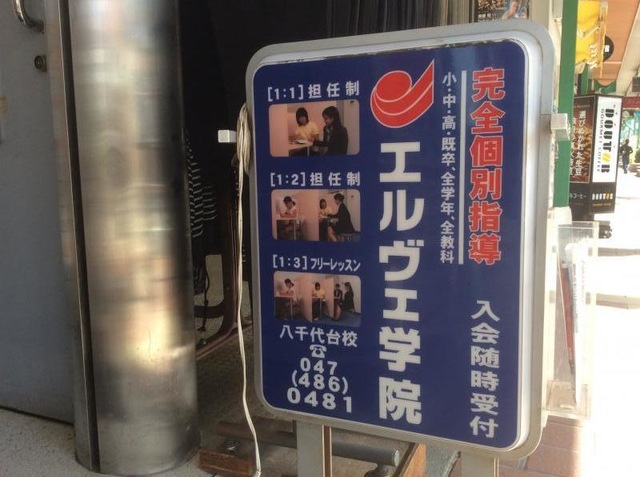 完全個別指導
小・中・高・既卒、全学年、全教科
入会随時受付
エルヴェ学院
[1:1]担任制
[1:2]担任制
[1:3]フリーレッスン
八千代台校
☎
047
(486)
0481
DOUTOR